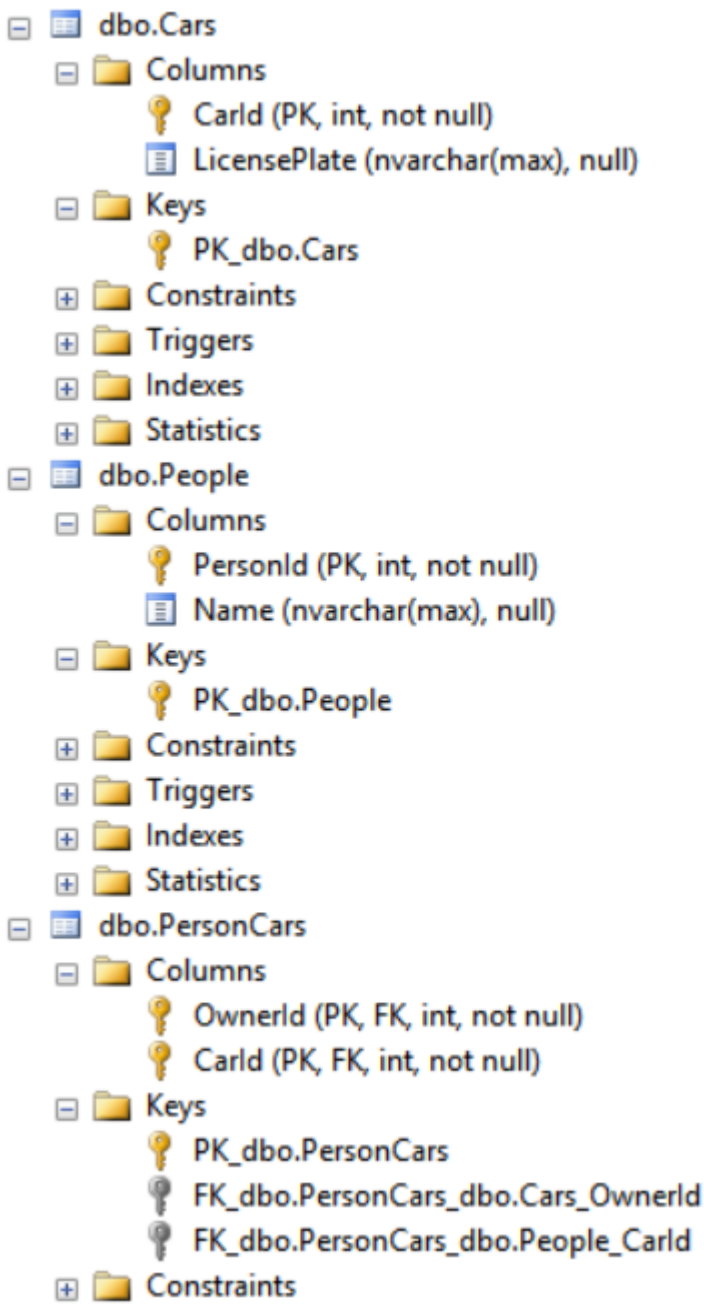 dbo.Cars
Columns
CarId (PK, int, not null)
LicensePlate (nvarchar(max), null)
Keys
PK_dbo.Cars
Constraints
Triggers
Indexes
Statistics
dbo.People
Columns
PersonId (PK, int, not null)
Name (nvarchar(max), null)
Keys
PK_dbo.People
Constraints
Triggers
Indexes
Statistics
dbo.PersonCars
Columns
OwnerId (PK, FK, int, not null)
CarId (PK, FK, int, not null)
Keys
PK_dbo.PersonCars
FK_dbo.PersonCars_dbo.Cars_OwnerId
FK_dbo.PersonCars_dbo.People_CarId
Constraints